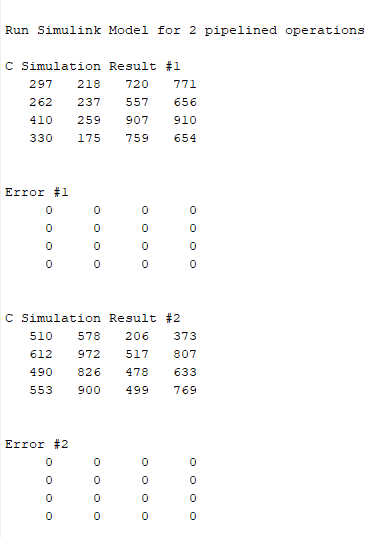 Run Simulink Model for 2 pipelined operations
C Simulation Result #1
297 218 720 771
262 237 557 656
410 259 907 910
330 175 759 654
Error #1
0 0 0 0
0 0 0 0
0 0 0 0
0 0 0 0
C Simulation Result #2
510 578 206 373
612 972 517 807
490 826 478 633
553 900 499 769
Error #2
0 0 0 0
0 0 0 0
0 0 0 0
0 0 0 0